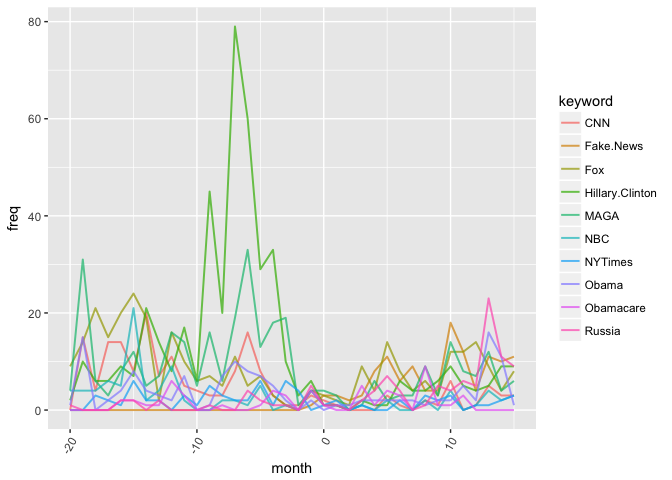 80
60
40
20
0
freq
-20
-10
0
10
month
keyword
CNN
Fake.News
Fox
Hillary.Clinton
MAGA
NBC
NYTimes
Obama
Obamacare
Russia